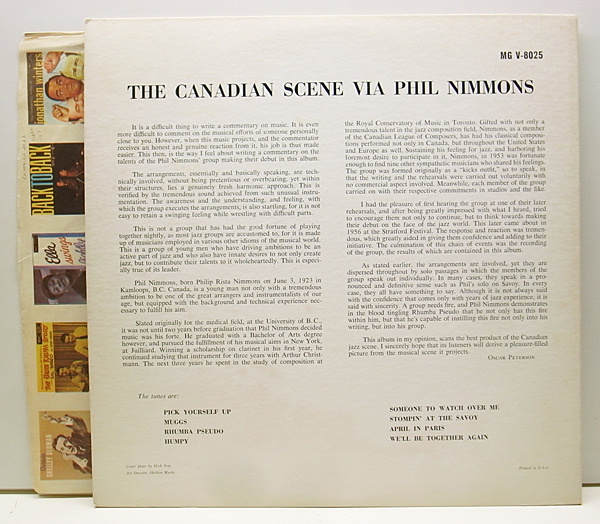 MG V-8025
THE CANADIAN SCENE VIA PHIL NIMMONS
It is a difficult thing to write a commentary on music. It is even
more difficult to comment on the musical efforts of someone personally
close to you. However, when this music projects, and the commentator
receives an honest and genuine reaction from it, his job is thus made
easier. This then, is the way I feel about writing a commentary on the
talents of the Phil Nimmons' group making their debut in this album.
The arrangements, essentially and basically speaking, are tech-
nically involved, without being pretentious or overbearing, yet within
their structures, lies a genuinely fresh harmonic approach. This is
verified by the tremendous sound achieved from such unusual instru-
mentation. The awareness and the understanding, and feeling, with
which the group executes the arrangements, is also startling, for it is not
easy to retain a swinging feeling while wrestling with difficult parts.
This is not a group that has had the good fortune of playing
together nightly, as most jazz groups are accustomed to, for it is made
up of musicians employed in various other idioms of the musical world.
This is a group of young men who have driving ambitions to be an
active part of jazz and who also have innate desires to not only create
jazz, but to contribute their talents to it wholeheartedly. This is especi-
ally true of its leader.
Phil Nimmons, born Philip Rista Nimmons on June 3, 1923 in
Kamloops, B.C. Canada, is a young man not only with a tremendous
ambition to be one of the great arrangers and instrumentalists of our
age, but equipped with the background and technical experience nec-
essary to fulfill his aim.
Slated originally for the medical field, at the University of B.C.,
it was not until two years before graduation that Phil Nimmons decided
music was his forte. He graduated with a Bachelor of Arts degree
however, and pursued the fulfillment of his musical aims in New York,
at Juilliard. Winning a scholarship on clarinet in his first year, he
continued studying that instrument for three years with Arthur Christ-
mann. The next three years he spent in the study of composition at
the Royal Conservatory of Music in Toronto. Gifted with not only a
tremendous talent in the jazz composition field, Nimmons, as a member
of the Canadian League of Composers, has had his classical composi-
tions performed not only in Canada, but throughout the United States
and Europe as well. Sustaining his feeling for jazz, and harboring his
foremost desire to participate in it, Nimmons, in 1953 was fortunate
enough to find nine other sympathetic musicians who shared his feelings.
The group was formed originally as a "kicks outfit," so to speak, in
that the writing and the rehearsals were carried out voluntarily with
no commercial aspect involved. Meanwhile, each member of the group
carried on with their respective commitments in studios and the like.
I had the pleasure of first hearing the group at one of their later
rehearsals, and after being greatly impressed with what I heard, tried
to encourage them not only to continue, but to think towards making
their debut on the face of the jazz world. This later came about in
1956 at the Stratford Festival. The response and reaction was tremen-
dous, which greatly aided in giving them confidence and adding to their
initiative. The culmination of this chain of events was the recording
of the group, the results of which are contained in this album.
As stated earlier, the arrangements are involved, yet they are
dispersed throughout by solo passages in which the members of the
group speak out individually. In many cases, they speak in a pro-
nounced and definitive sense such as Phil's solo on Savoy. In every
case, they all have something to say. Although it is not always said
with the confidence that comes only with years of jazz experience, it is
said with sincerity. A group needs fire, and Phil Nimmons demonstrates
in the blood tingling Rhumba Pseudo that he not only has this fire
within him, but that he's capable of instilling this fire not only into his
writing, but into his group.
This album in my opinion, scans the best product of the Canadian
jazz scene. I sincerely hope that its listeners will derive a pleasure-filled
picture from the musical scene it projects.
OSCAR PETERSON
The tunes are:
PICK YOURSELF UP
MUGGS
RHUMBA PSEUDO
HUMPY
SOMEONE TO WATCH OVER ME
STOMPIN' AT THE SAVOY
APRIL IN PARIS
WE'LL BE TOGETHER AGAIN
Printed in U.S.A.
jonathan winters
BACK TO BACK
Ella
swings
SHELLEY BERMAN